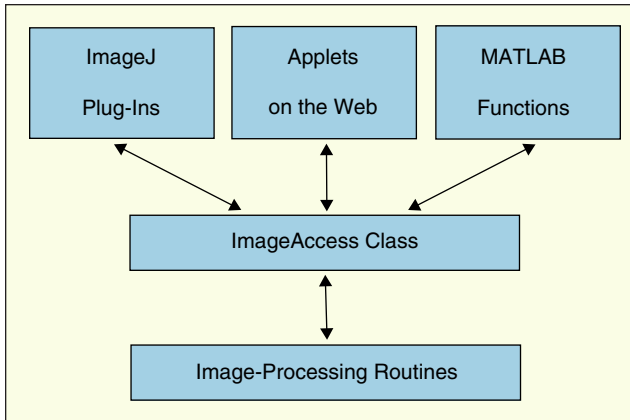 ImageJ
Plug-Ins
Applets
on the Web
MATLAB
Functions
ImageAccess Class
Image-Processing Routines